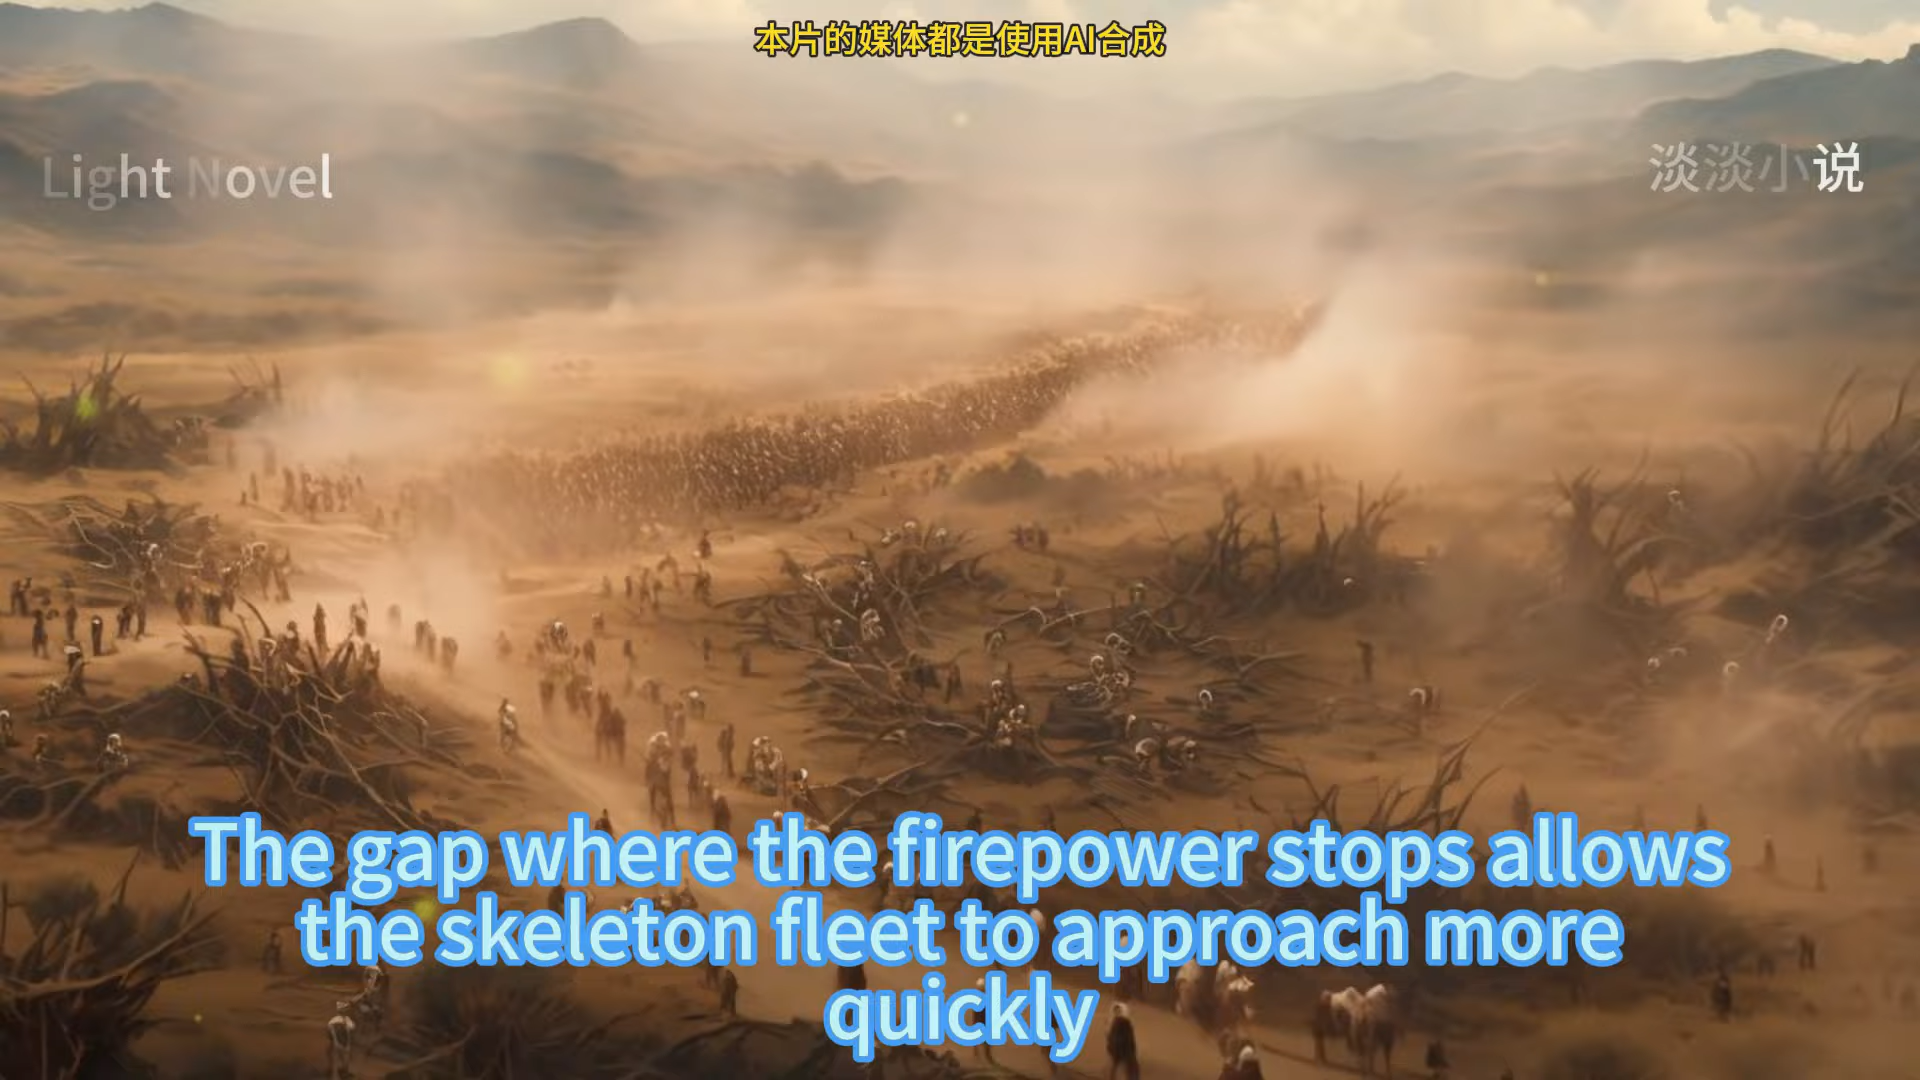 本片的媒体都是使用AI合成
Light Novel
淡淡小说
The gap where the firepower stops allows
the skeleton fleet to approach more
quickly